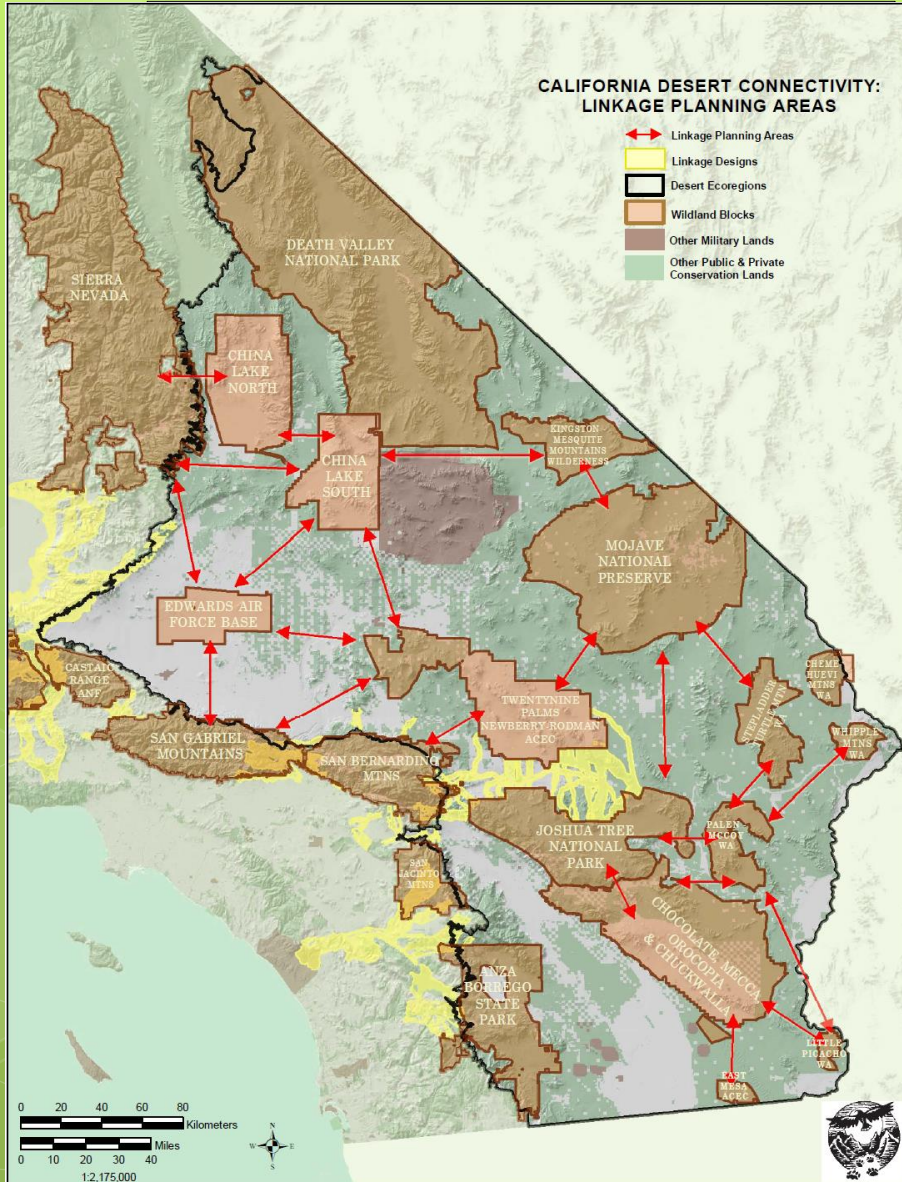 CALIFORNIA DESERT CONNECTIVITY:
LINKAGE PLANNING AREAS
Linkage Planning Areas
Linkage Designs
Desert Ecoregions
Wildland Blocks
Other Military Lands
Other Public & Private
Conservation Lands
DEATH VALLEY
NATIONAL PARK
SIERRA
NEVADA
CHINA
LAKE
NORTH
CHINA
LAKE
SOUTH
KINGSTON
MESQUITE
MOUNTAINS
WILDERNESS
MOJAVE
NATIONAL
PRESERVE
EDWARDS AIR
FORCE BASE
CASTAIC
RANGE
ANF
SAN GABRIEL
MOUNTAINS
SAN BERNARDINO
MTNS
TWENTYNINE
PALMS
NEWBERRY-RODMAN
ACEC
STEPLADDER
TURTLE MTN
WA
CHEME
HUEVI
MTNS
WA
WHIPPLE
MTNS
WA
JOSHUA TREE
NATIONAL
PARK
PALEN
MCCOY
WA
SAN
JACINTO
MTNS
CHOCOLATE, MECCA
OROCOPIA
& CHUCKWALLA
ANZA
BORREGO
STATE
PARK
LITTLE
PICACHO
WA
EAST
MESA
ACEC
0 20 40 60 80
Kilometers
Miles
0 10 20 30 40
1:2,175,000
N
W E
S